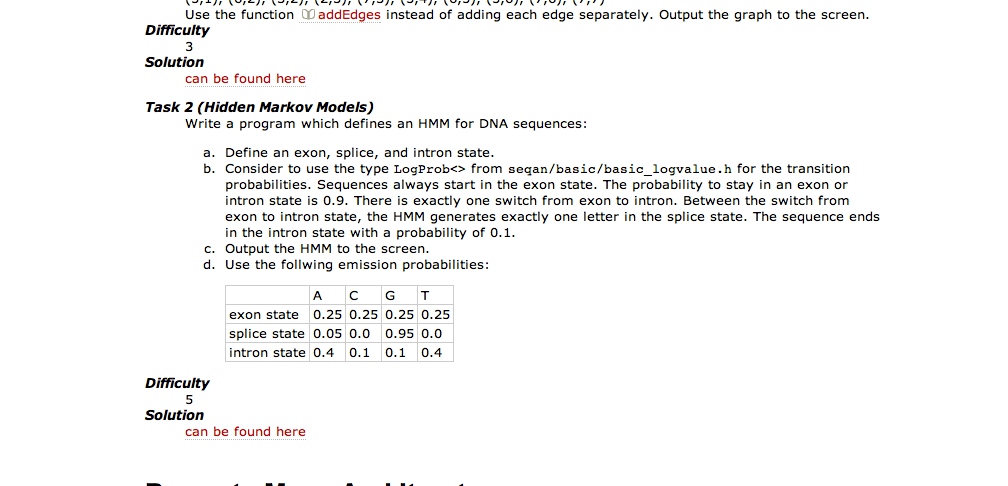 Use the function addEdges instead of adding each edge separately. Output the graph to the screen.
Difficulty
3
Solution
can be found here
Task 2 (Hidden Markov Models)
Write a program which defines an HMM for DNA sequences:
a. Define an exon, splice, and intron state.
b. Consider to use the type LogProb<> from seqan/basic/basic_logvalue.h for the transition
probabilities. Sequences always start in the exon state. The probability to stay in an exon or
intron state is 0.9. There is exactly one switch from exon to intron. Between the switch from
exon to intron state, the HMM generates exactly one letter in the splice state. The sequence ends
in the intron state with a probability of 0.1.
c. Output the HMM to the screen.
d. Use the follwing emission probabilities:
A C G T
exon state 0.25 0.25 0.25 0.25
splice state 0.05 0.0 0.95 0.0
intron state 0.4 0.1 0.1 0.4
Difficulty
5
Solution
can be found here